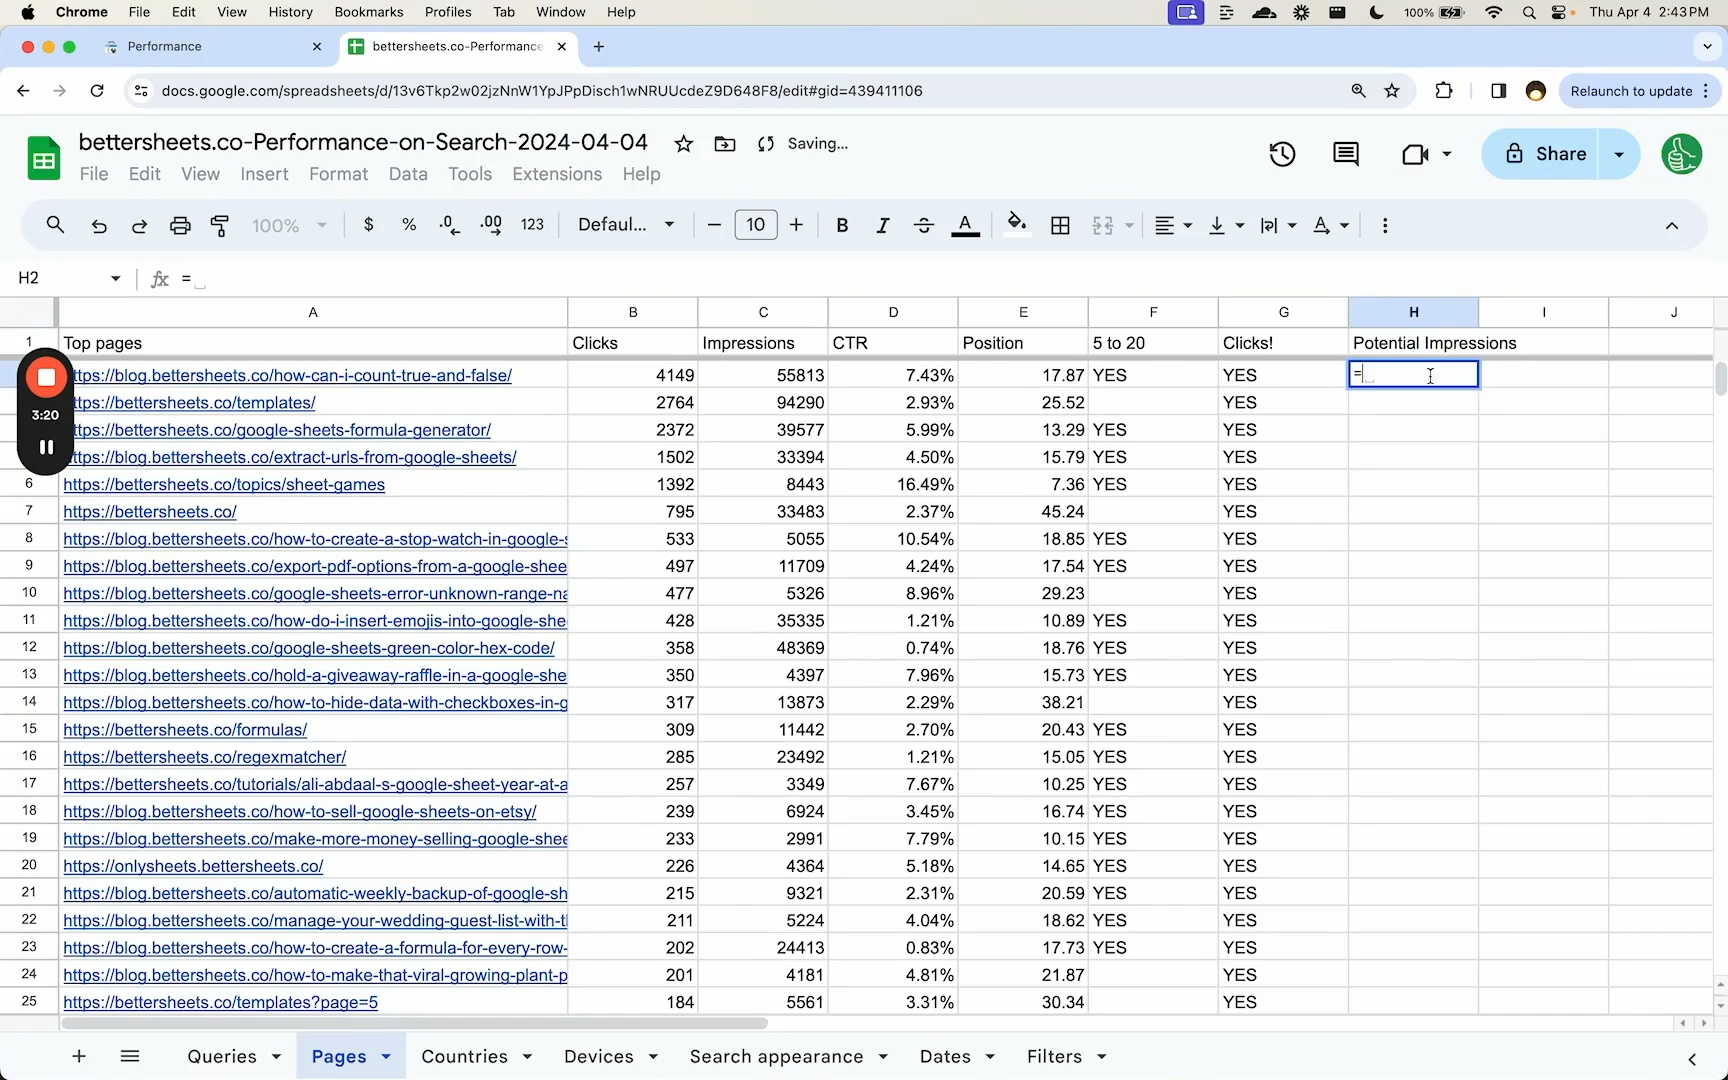 Chrome File Edit View History Bookmarks Profiles Tab Window Help 100% Thu Apr 4 2:43 PM
Performance bettersheets.co-Performance
docs.google.com/spreadsheets/d/13v6Tkp2w02jzNnW1YpJPpDisch1wNRUUcdeZ9D648F8/edit#gid=439411106 Relaunch to update
bettersheets.co-Performance-on-Search-2024-04-04 Saving...
File Edit View Insert Format Data Tools Extensions Help Share
100% $ % .0 .00 123 Defaul... 10 B I S A
H2 fx =
A B C D E F G H I J
1 Top pages Clicks Impressions CTR Position 5 to 20 Clicks! Potential Impressions
ttps://blog.bettersheets.co/how-can-i-count-true-and-false/ 4149 55813 7.43% 17.87 YES YES =
ttps://bettersheets.co/templates/ 2764 94290 2.93% 25.52 YES
ttps://bettersheets.co/google-sheets-formula-generator/ 2372 39577 5.99% 13.29 YES YES
ttps://blog.bettersheets.co/extract-urls-from-google-sheets/ 1502 33394 4.50% 15.79 YES YES
3:20
6 https://bettersheets.co/topics/sheet-games 1392 8443 16.49% 7.36 YES YES
7 https://bettersheets.co/ 795 33483 2.37% 45.24 YES
8 https://blog.bettersheets.co/how-to-create-a-stop-watch-in-google-s 533 5055 10.54% 18.85 YES YES
9 https://blog.bettersheets.co/export-pdf-options-from-a-google-shee 497 11709 4.24% 17.54 YES YES
10 https://blog.bettersheets.co/google-sheets-error-unknown-range-na 477 5326 8.96% 29.23 YES
11 https://blog.bettersheets.co/how-do-i-insert-emojis-into-google-she 428 35335 1.21% 10.89 YES YES
12 https://blog.bettersheets.co/google-sheets-green-color-hex-code/ 358 48369 0.74% 18.76 YES YES
13 https://blog.bettersheets.co/hold-a-giveaway-raffle-in-a-google-she 350 4397 7.96% 15.73 YES YES
14 https://blog.bettersheets.co/how-to-hide-data-with-checkboxes-in-g 317 13873 2.29% 38.21 YES
15 https://bettersheets.co/formulas/ 309 11442 2.70% 20.43 YES YES
16 https://bettersheets.co/regexmatcher/ 285 23492 1.21% 15.05 YES YES
17 https://bettersheets.co/tutorials/ali-abdaal-s-google-sheet-year-at-a 257 3349 7.67% 10.25 YES YES
18 https://blog.bettersheets.co/how-to-sell-google-sheets-on-etsy/ 239 6924 3.45% 16.74 YES YES
19 https://blog.bettersheets.co/make-more-money-selling-google-shee 233 2991 7.79% 10.15 YES YES
20 https://onlysheets.bettersheets.co/ 226 4364 5.18% 14.65 YES YES
21 https://blog.bettersheets.co/automatic-weekly-backup-of-google-sh 215 9321 2.31% 20.59 YES YES
22 https://blog.bettersheets.co/manage-your-wedding-guest-list-with-t 211 5224 4.04% 18.62 YES YES
23 https://blog.bettersheets.co/how-to-create-a-formula-for-every-row- 202 24413 0.83% 17.73 YES YES
24 https://blog.bettersheets.co/how-to-make-that-viral-growing-plant-p 201 4181 4.81% 21.87 YES
25 https://bettersheets.co/templates?page=5 184 5561 3.31% 30.34 YES
Queries Pages Countries Devices Search appearance Dates Filters